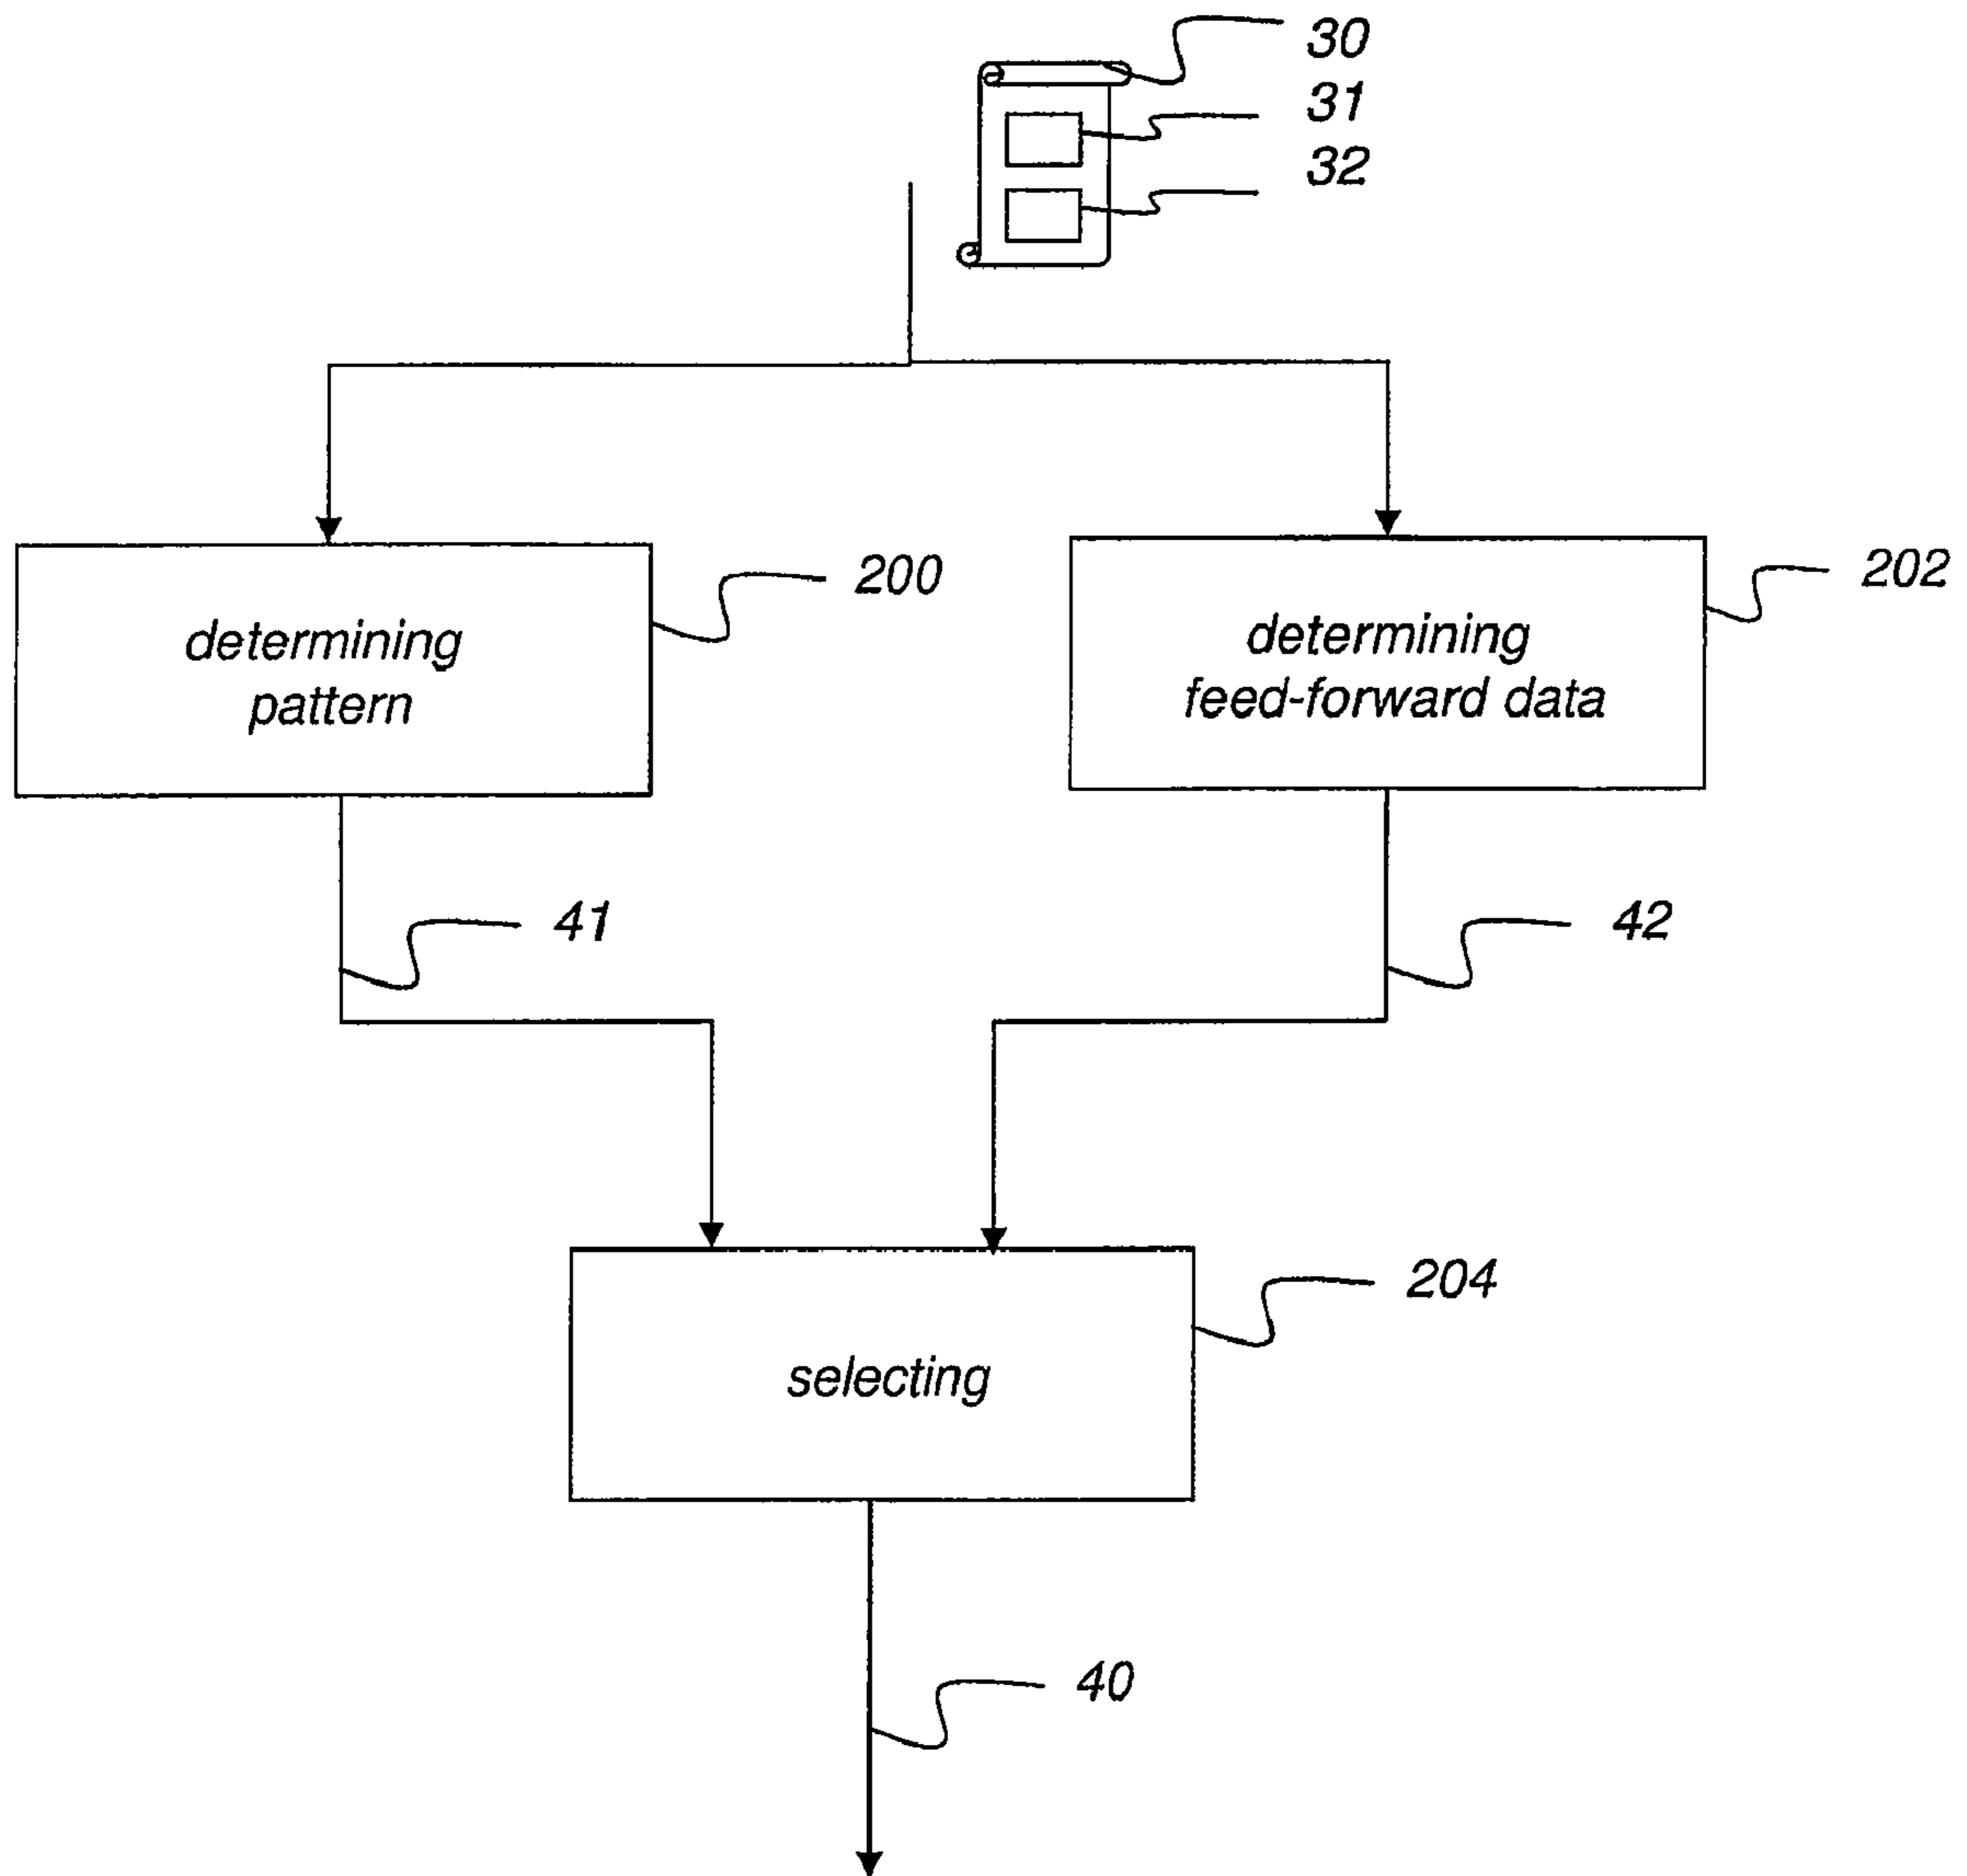 30
31
32
200
202
determining
pattern
determining
feed-forward data
41
42
204
selecting
40